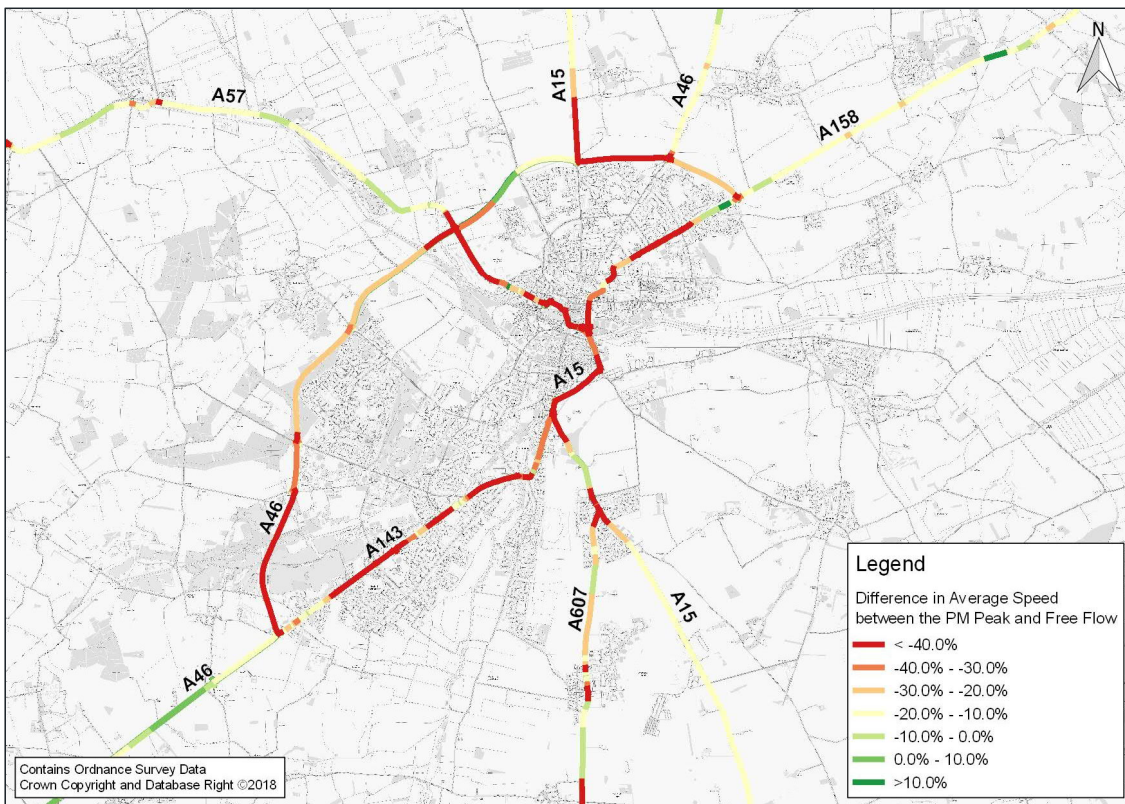 A57
A15
A46
A158
N
A15
A46
A143
A607
A15
A46
Legend
Difference in Average Speed
between the PM Peak and Free Flow
< -40.0%
-40.0% - -30.0%
-30.0% - -20.0%
-20.0% - -10.0%
-10.0% - 0.0%
0.0% - 10.0%
>10.0%
Contains Ordnance Survey Data
Crown Copyright and Database Right ©2018